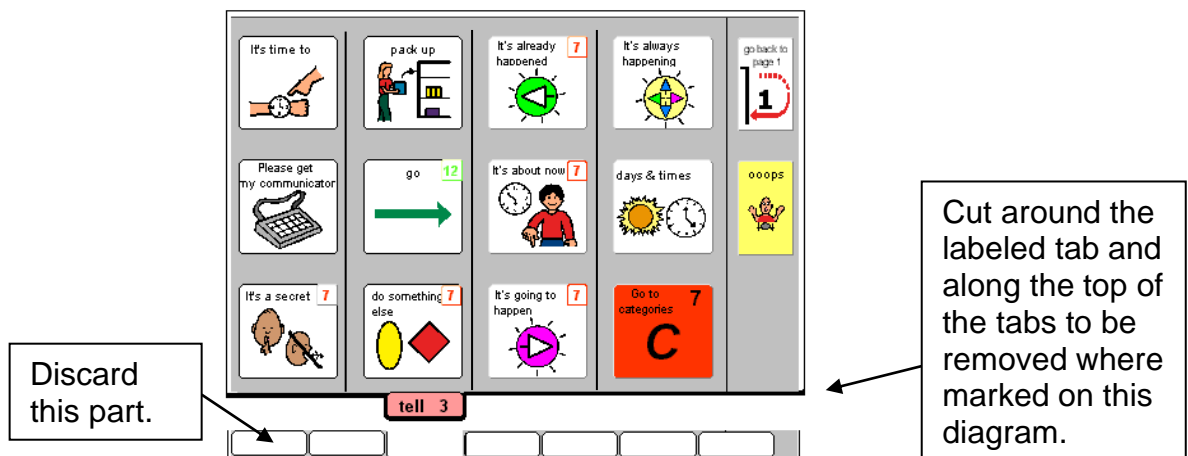 It's time to
pack up
It's already 7
happened
It's always
happening
go back to
page 1
1
Please get
my communicator
go 12
It's about now 7
days & times
ooops
It's a secret 7
do something 7
else
It's going to 7
happen
Go to 7
categories
C
tell 3
Discard
this part.
Cut around the
labeled tab and
along the top of
the tabs to be
removed where
marked on this
diagram.